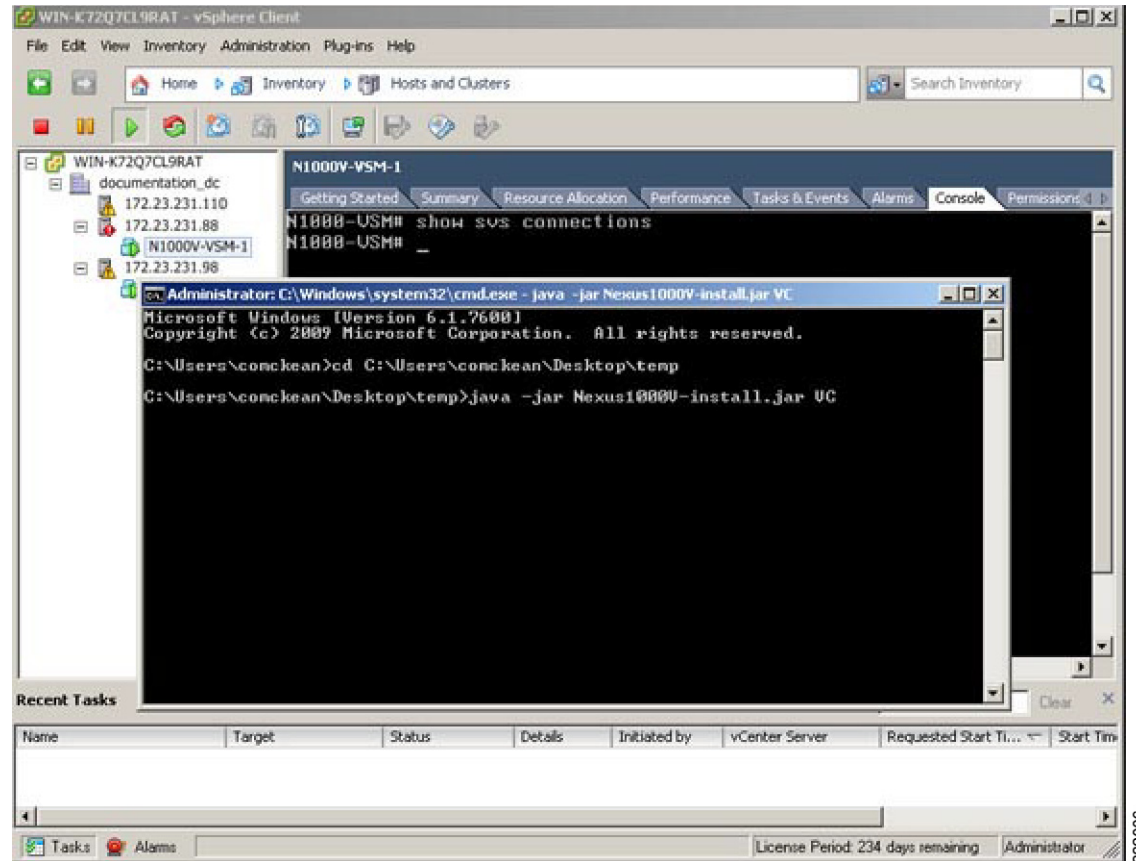 WIN-K72Q7CL9RAT - vSphere Client
File Edit View Inventory Administration Plug-ins Help
Home Inventory Hosts and Clusters
Search Inventory
WIN-K72Q7CL9RAT
documentation_dc
172.23.231.110
172.23.231.88
N1000V-VSM-1
172.23.231.98
N1000V-VSM-1
Getting Started Summary Resource Allocation Performance Tasks & Events Alarms Console Permissions
N1000-VSM# show svs connections
N1000-VSM# _
Administrator: C:\Windows\system32\cmd.exe - java -jar Nexus1000V-install.jar VC
Microsoft Windows [Version 6.1.7600]
Copyright (c) 2009 Microsoft Corporation. All rights reserved.
C:\Users\comckean>cd C:\Users\comckean\Desktop\temp
C:\Users\comckean\Desktop\temp>java -jar Nexus1000V-install.jar VC
Recent Tasks
Clear
Name Target Status Details Initiated by vCenter Server Requested Start Ti... Start Tim
Tasks Alarms License Period: 234 days remaining Administrator